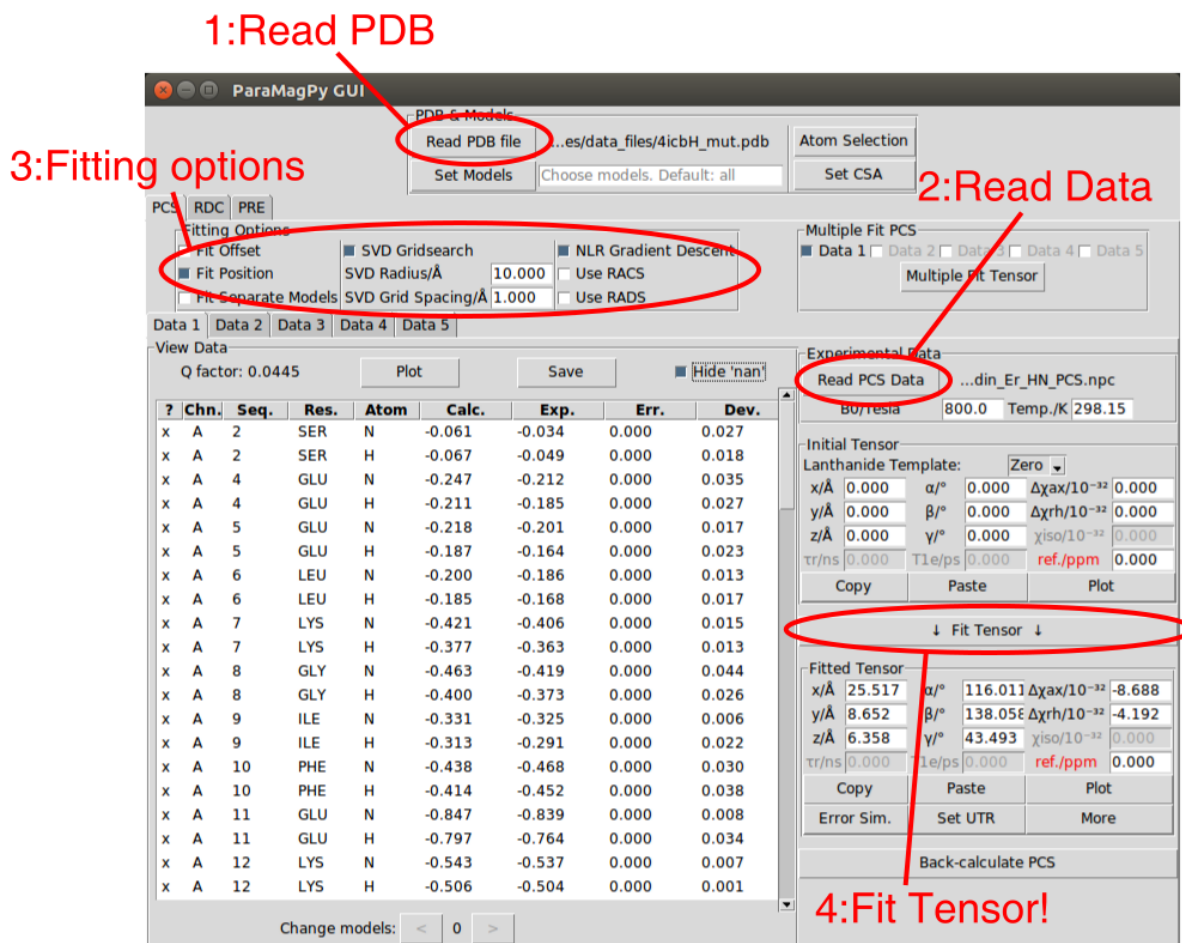 1:Read PDB
ParaMagPy GUI
PDB & Models
Read PDB file ...es/data_files/4icbH_mut.pdb Atom Selection
3:Fitting options
Set Models Choose models. Default: all Set CSA
2:Read Data
PCS RDC PRE
Fitting Options Multiple Fit PCS
Fit Offset SVD Gridsearch NLR Gradient Descent Data 1 Data 2 Data 3 Data 4 Data 5
Fit Position SVD Radius/Å 10.000 Use RACS Multiple Fit Tensor
Fit Separate Models SVD Grid Spacing/Å 1.000 Use RADS
Data 1 Data 2 Data 3 Data 4 Data 5
View Data
Q factor: 0.0445 Plot Save Hide 'nan'
? Chn. Seq. Res. Atom Calc. Exp. Err. Dev.
x A 2 SER N -0.061 -0.034 0.000 0.027
x A 2 SER H -0.067 -0.049 0.000 0.018
x A 4 GLU N -0.247 -0.212 0.000 0.035
x A 4 GLU H -0.211 -0.185 0.000 0.027
x A 5 GLU N -0.218 -0.201 0.000 0.017
x A 5 GLU H -0.187 -0.164 0.000 0.023
x A 6 LEU N -0.200 -0.186 0.000 0.013
x A 6 LEU H -0.185 -0.168 0.000 0.017
x A 7 LYS N -0.421 -0.406 0.000 0.015
x A 7 LYS H -0.377 -0.363 0.000 0.013
x A 8 GLY N -0.463 -0.419 0.000 0.044
x A 8 GLY H -0.400 -0.373 0.000 0.026
x A 9 ILE N -0.331 -0.325 0.000 0.006
x A 9 ILE H -0.313 -0.291 0.000 0.022
x A 10 PHE N -0.438 -0.468 0.000 0.030
x A 10 PHE H -0.414 -0.452 0.000 0.038
x A 11 GLU N -0.847 -0.839 0.000 0.008
x A 11 GLU H -0.797 -0.764 0.000 0.034
x A 12 LYS N -0.543 -0.537 0.000 0.007
x A 12 LYS H -0.506 -0.504 0.000 0.001
Change models: < 0 >
Experimental Data
Read PCS Data ...din_Er_HN_PCS.npc
B0/Tesla 800.0 Temp./K 298.15
Initial Tensor
Lanthanide Template: Zero
x/Å 0.000 α/° 0.000 Δχax/10⁻³² 0.000
y/Å 0.000 β/° 0.000 Δχrh/10⁻³² 0.000
z/Å 0.000 γ/° 0.000 χiso/10⁻³² 0.000
τr/ns 0.000 T1e/ps 0.000 ref./ppm 0.000
Copy Paste Plot
↓ Fit Tensor ↓
Fitted Tensor
x/Å 25.517 α/° 116.011 Δχax/10⁻³² -8.688
y/Å 8.652 β/° 138.058 Δχrh/10⁻³² -4.192
z/Å 6.358 γ/° 43.493 χiso/10⁻³² 0.000
τr/ns 0.000 T1e/ps 0.000 ref./ppm 0.000
Copy Paste Plot
Error Sim. Set UTR More
Back-calculate PCS
4:Fit Tensor!